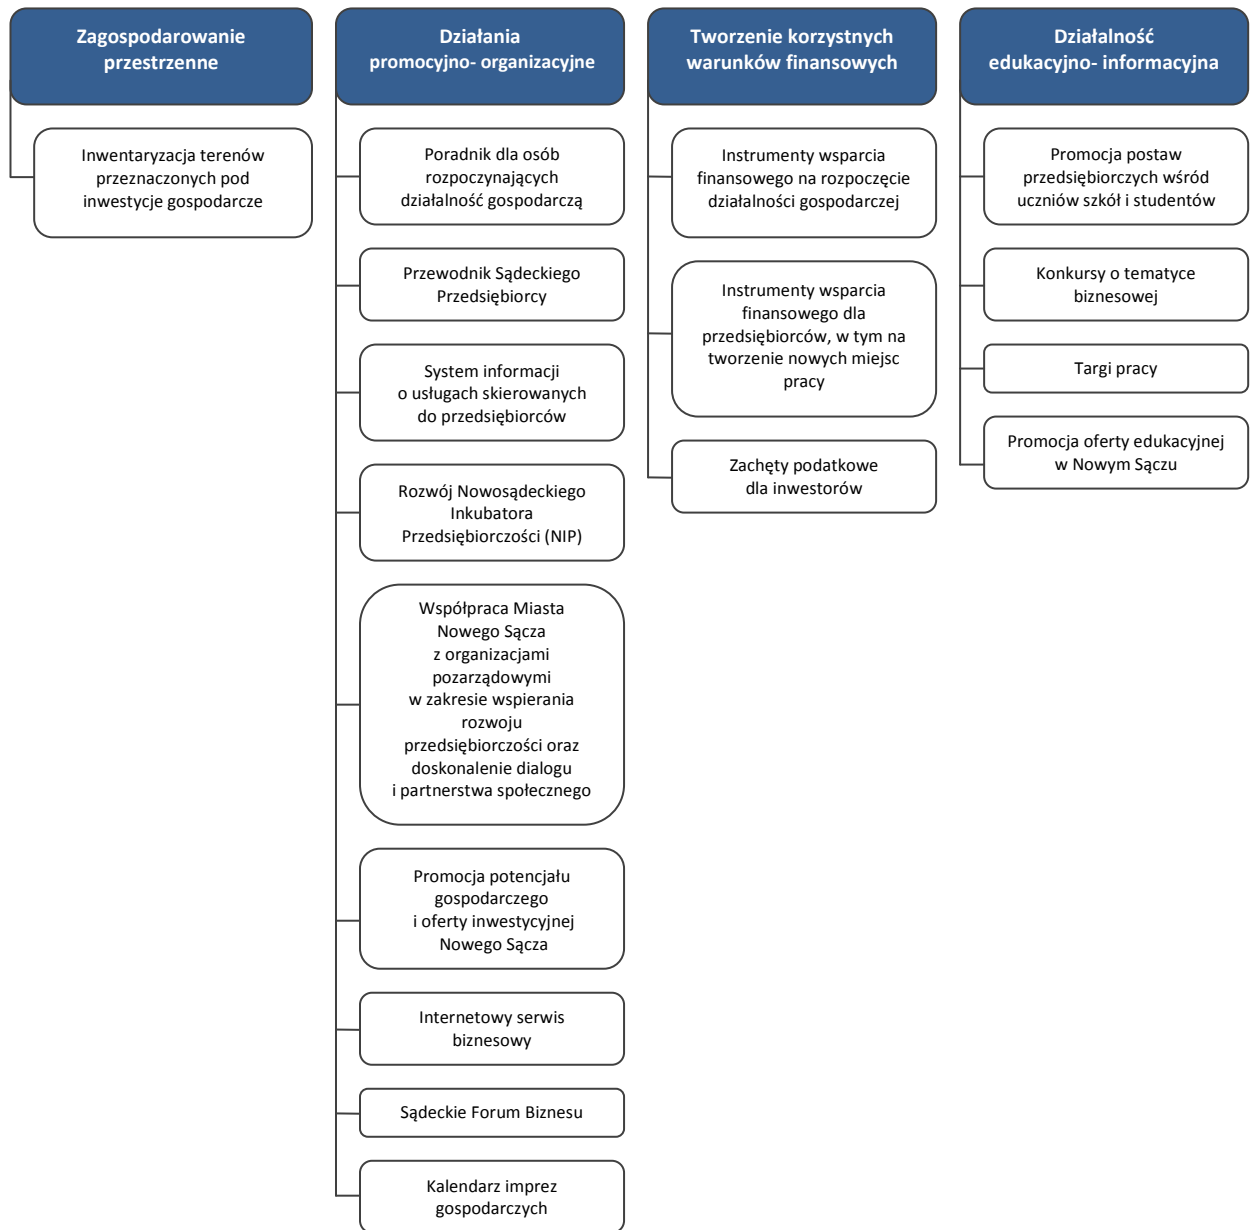 Zagospodarowanie
przestrzenne
Inwentaryzacja terenów
przeznaczonych pod
inwestycje gospodarcze
Działania
promocyjno- organizacyjne
Poradnik dla osób
rozpoczynających
działalność gospodarczą
Przewodnik Sądeckiego
Przedsiębiorcy
System informacji
o usługach skierowanych
do przedsiębiorców
Rozwój Nowosądeckiego
Inkubatora
Przedsiębiorczości (NIP)
Współpraca Miasta
Nowego Sącza
z organizacjami
pozarządowymi
w zakresie wspierania
rozwoju
przedsiębiorczości oraz
doskonalenie dialogu
i partnerstwa społecznego
Promocja potencjału
gospodarczego
i oferty inwestycyjnej
Nowego Sącza
Internetowy serwis
biznesowy
Sądeckie Forum Biznesu
Kalendarz imprez
gospodarczych
Tworzenie korzystnych
warunków finansowych
Instrumenty wsparcia
finansowego na rozpoczęcie
działalności gospodarczej
Instrumenty wsparcia
finansowego dla
przedsiębiorców, w tym na
tworzenie nowych miejsc
pracy
Zachęty podatkowe
dla inwestorów
Działalność
edukacyjno- informacyjna
Promocja postaw
przedsiębiorczych wśród
uczniów szkół i studentów
Konkursy o tematyce
biznesowej
Targi pracy
Promocja oferty edukacyjnej
w Nowym Sączu